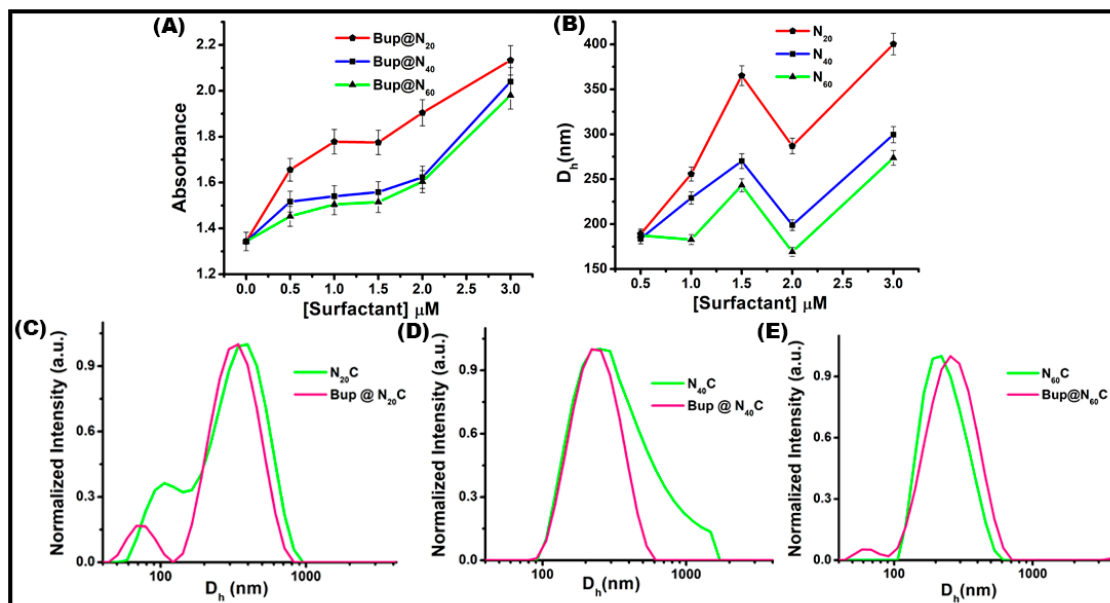 (A)
Absorbance
2.2
2.0
1.8
1.6
1.4
1.2
Bup@N20
Bup@N40
Bup@N60
0.0 0.5 1.0 1.5 2.0 2.5 3.0
[Surfactant] μM
(B)
Dh(nm)
400
350
300
250
200
150
N20
N40
N60
0.5 1.0 1.5 2.0 2.5 3.0
[Surfactant] μM
(C)
Normalized Intensity (a.u.)
0.9
0.6
0.3
0.0
N20C
Bup @ N20C
100 1000
Dh (nm)
(D)
Normalized Intensity (a.u.)
0.9
0.6
0.3
0.0
N40C
Bup @ N40C
100 1000
Dh (nm)
(E)
Normalized Intensity (a.u.)
0.9
0.6
0.3
0.0
N60C
Bup@N60C
100 1000
Dh(nm)